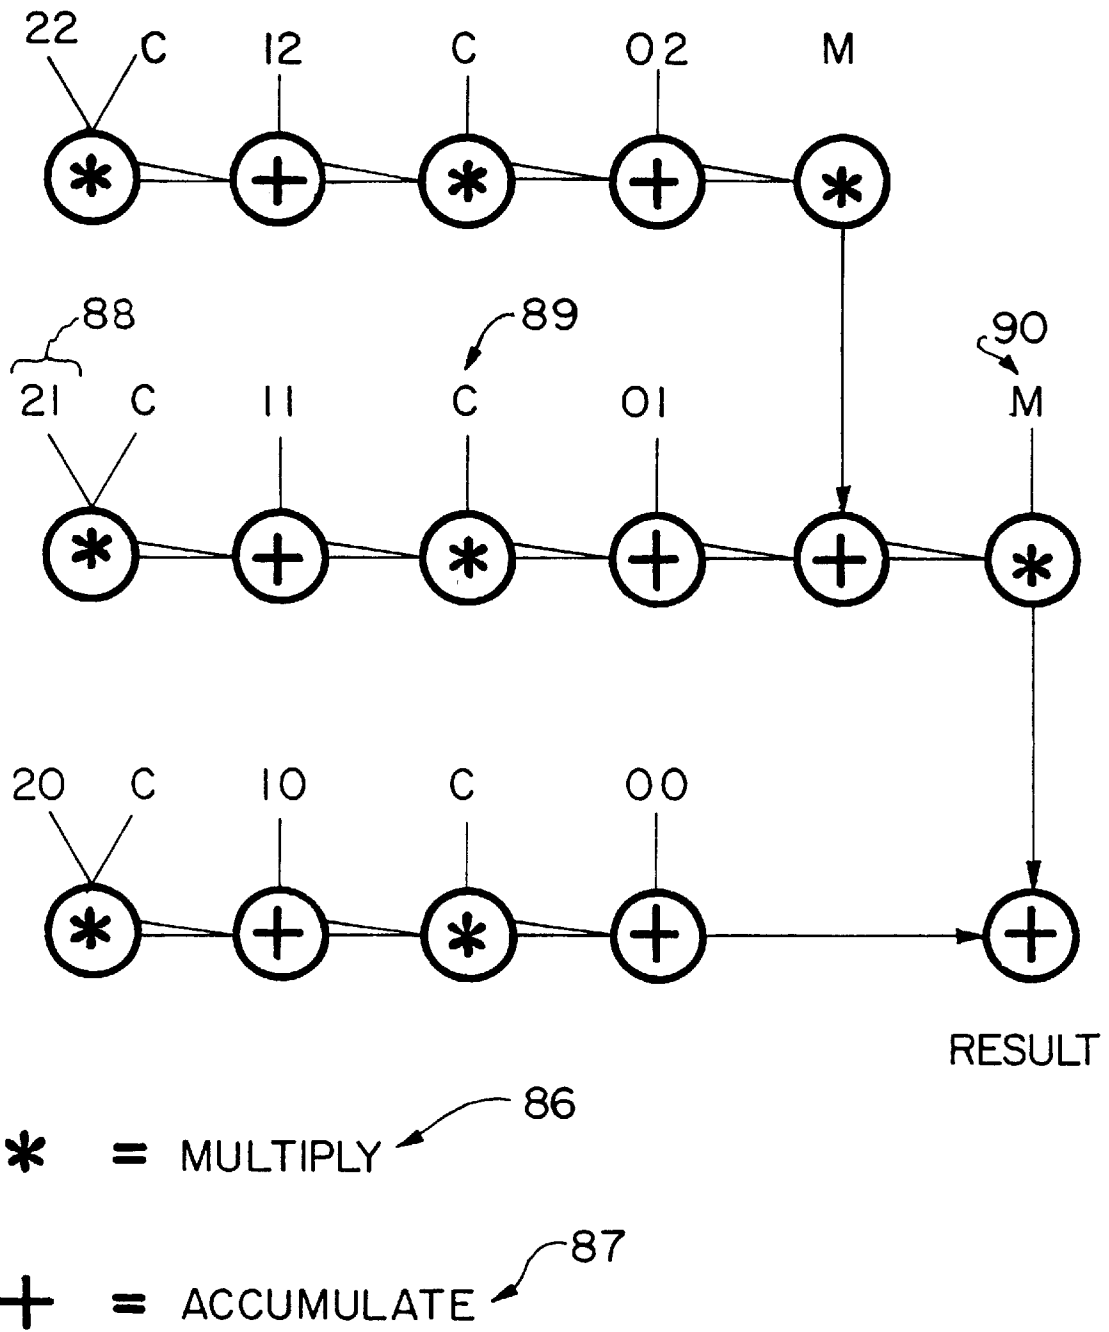 22 C 12 C 02 M
* + * + *
88 89 90
21 C 11 C 01 M
* + * + + *
20 C 10 C 00
* + * + +
RESULT
86
* = MULTIPLY
87
+ = ACCUMULATE